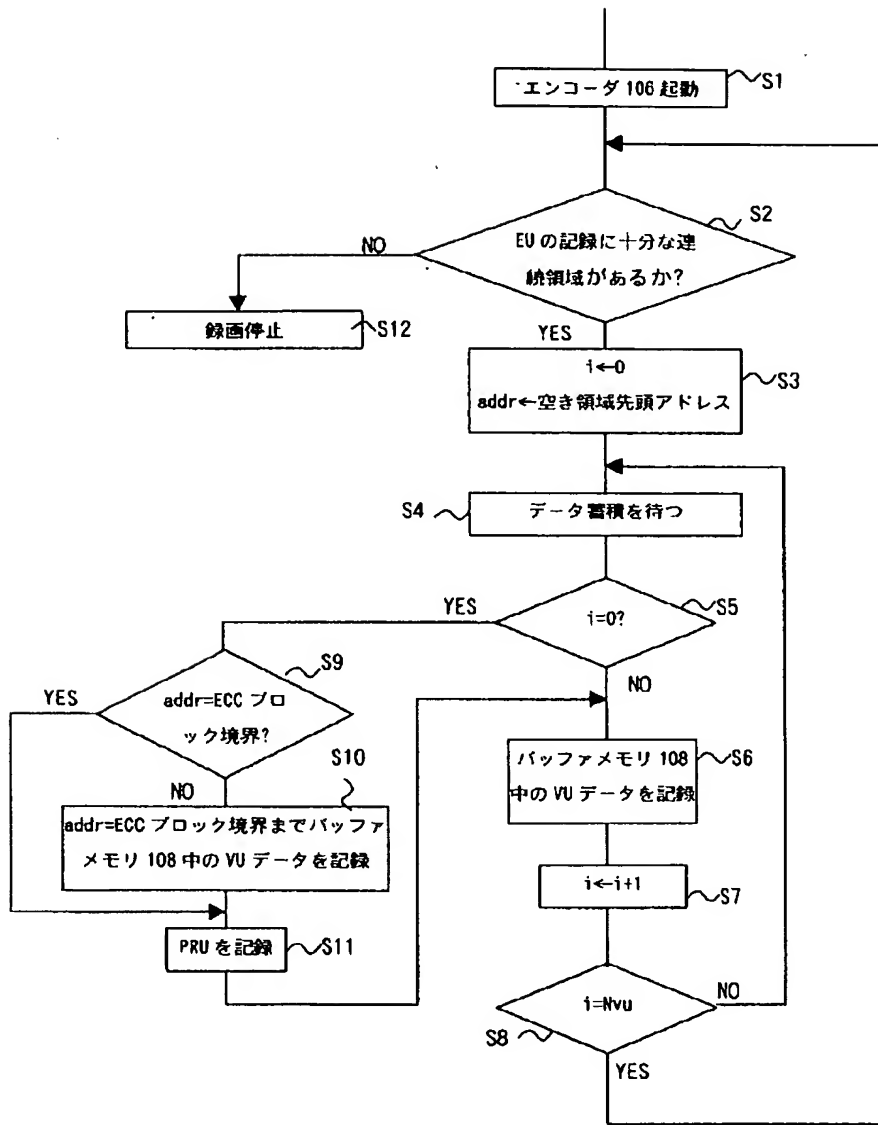 エンコーダ 106 起動
S1
S2
EU の記録に十分な連
続領域があるか?
NO
録画停止
S12
YES
i←0
addr←空き領域先頭アドレス
S3
S4
データ蓄積を待つ
YES
i=0?
S5
S9
YES
addr=ECC ブロ
ック境界?
NO
バッファメモリ 108
中の VU データを記録
S6
S10
NO
addr=ECC ブロック境界までバッファ
メモリ 108 中の VU データを記録
i←i+1
S7
PRU を記録
S11
i=Nvu
NO
S8
YES